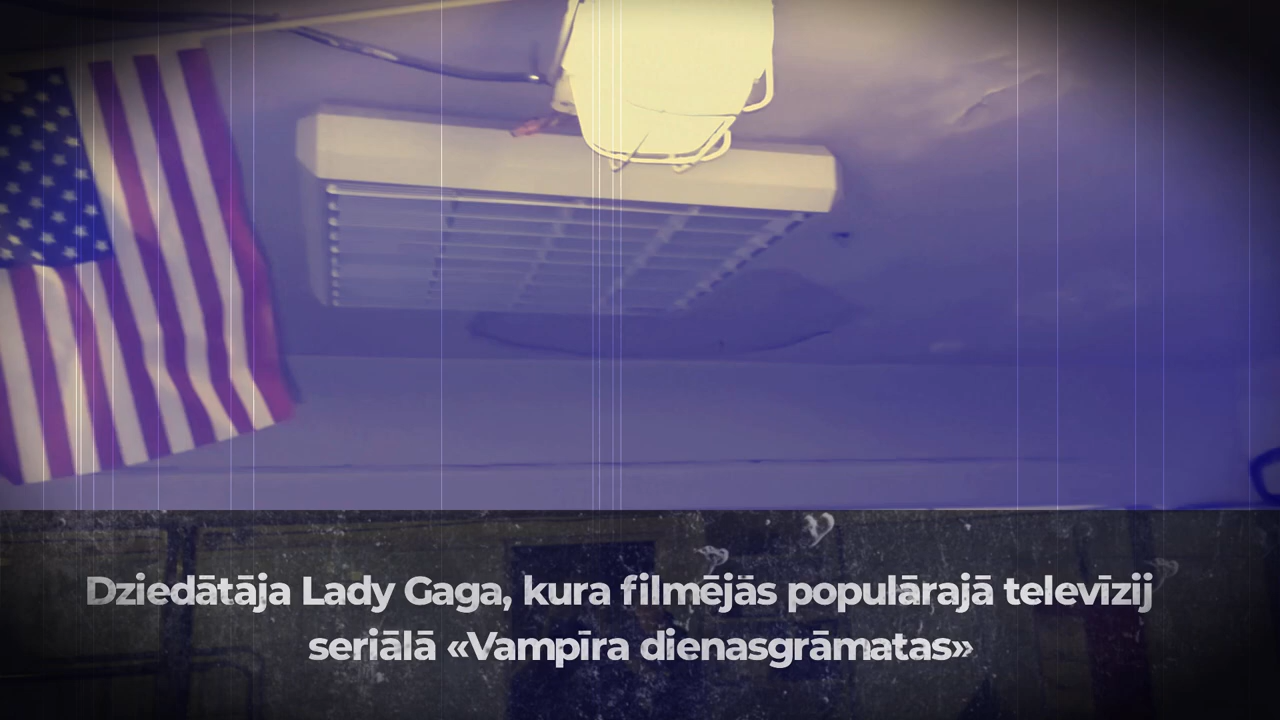 Dziedātāja Lady Gaga, kura filmējās populārajā televīzij
seriālā «Vampīra dienasgrāmatas»